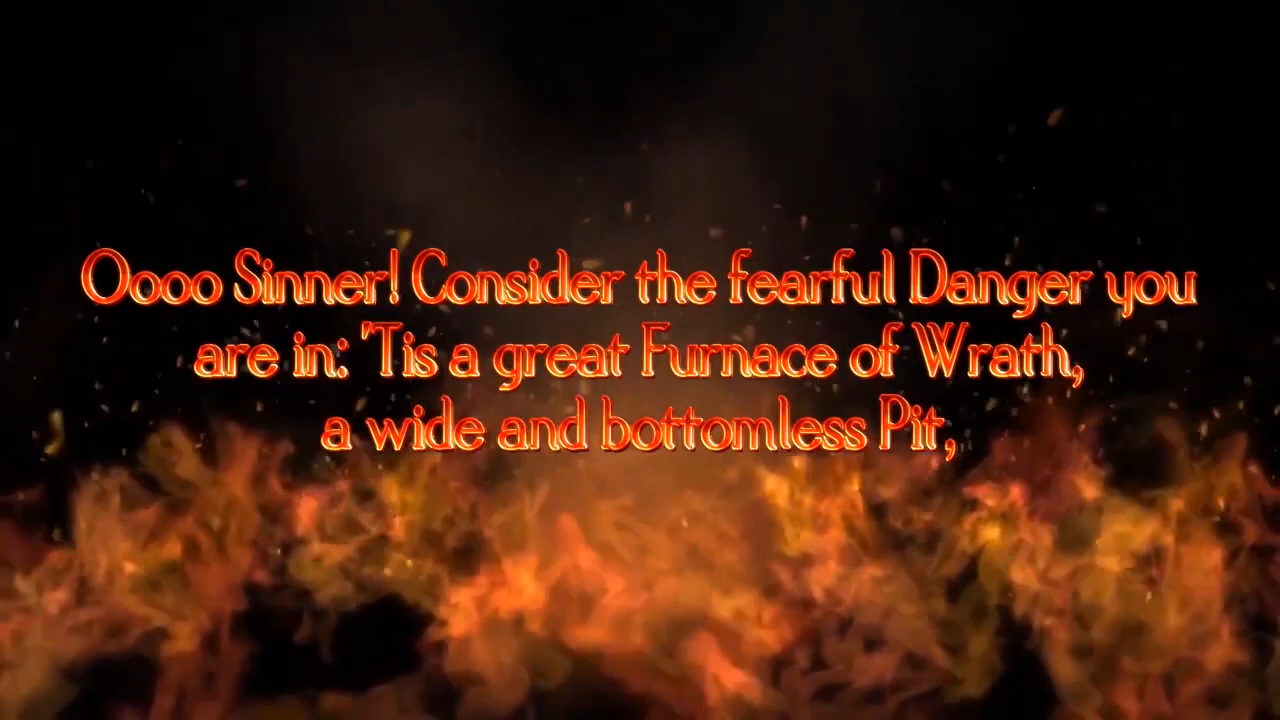 Oooo Sinner! Consider the fearful Danger you
are in: 'Tis a great Furnace of Wrath,
a wide and bottomless Pit,